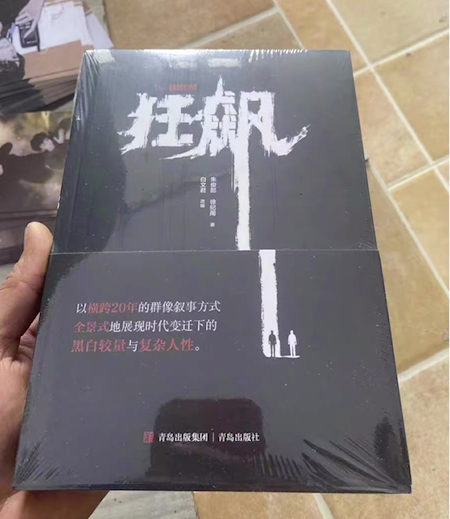 狂飙
朱俊懿 徐纪周 著
白文君 改编
以横跨20年的群像叙事方式
全景式地展现时代变迁下的
黑白较量与复杂人性。
青岛出版集团 | 青岛出版社